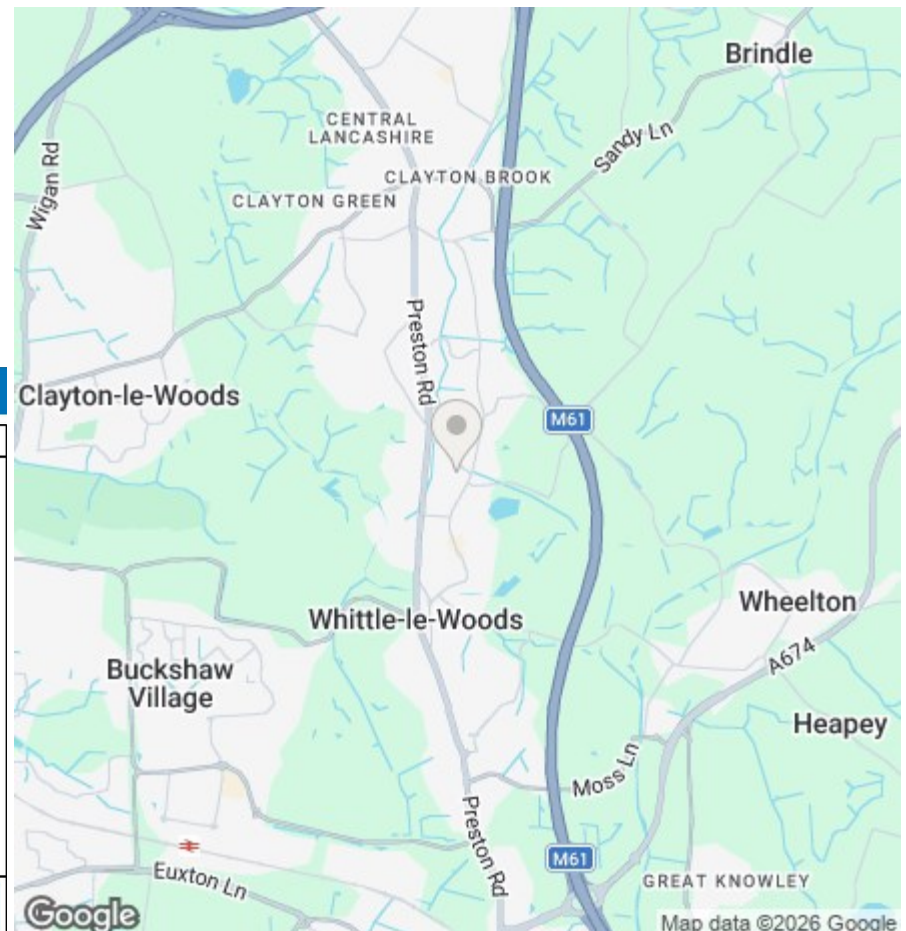 Brindle
CENTRAL
LANCASHIRE
Sandy Ln
Wigan Rd
CLAYTON BROOK
CLAYTON GREEN
Preston Rd
Clayton-le-Woods
M61
Wheelton
Whittle-le-Woods
A674
Buckshaw
Village
Heapey
Moss Ln
Preston Rd
M61
Euxton Ln
GREAT KNOWLEY
Google
Map data ©2026 Google